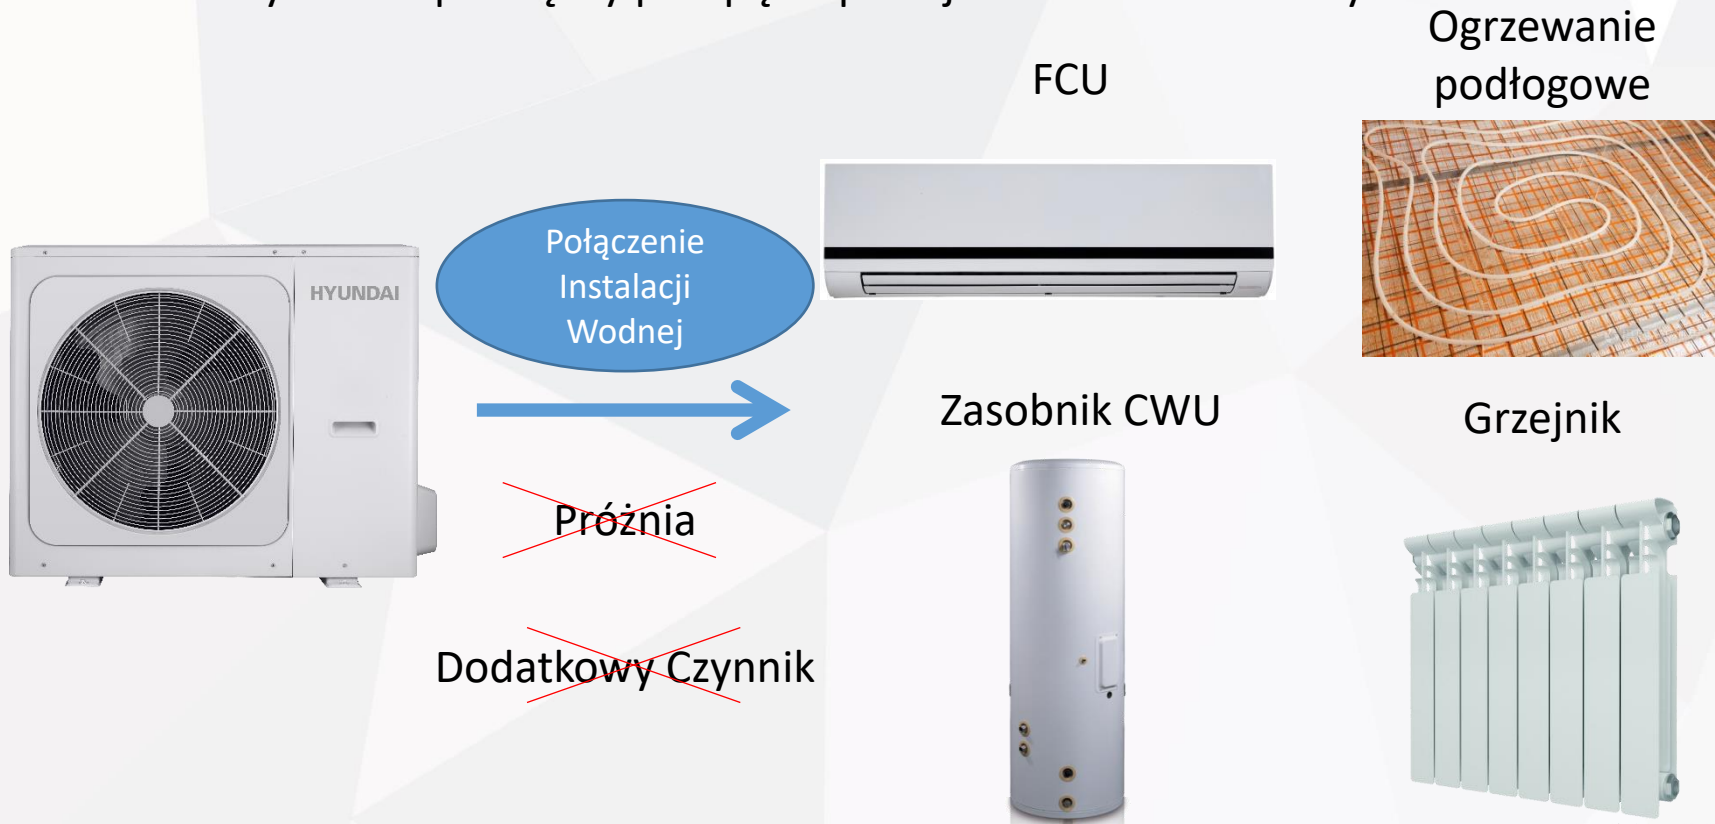 FCU
Ogrzewanie
podłogowe
Połączenie
Instalacji
Wodnej
HYUNDAI
Zasobnik CWU
Grzejnik
Próżnia
Dodatkowy Czynnik